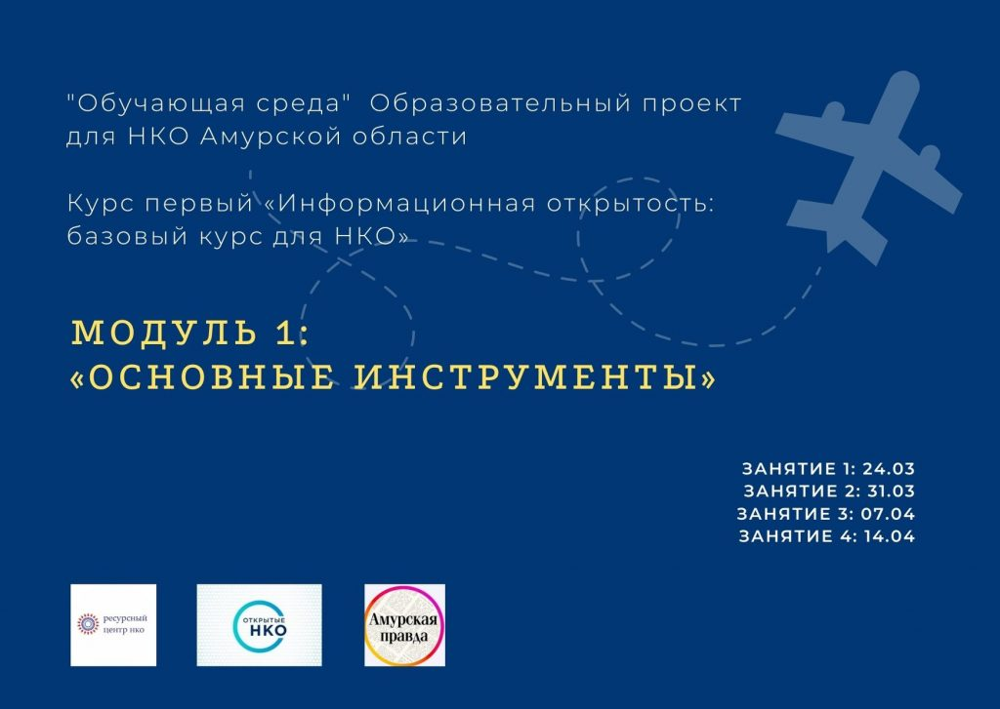 "Обучающая среда"  Образовательный проект
для НКО Амурской области
Курс первый «Информационная открытость:
базовый курс для НКО»
МОДУЛЬ 1:
«ОСНОВНЫЕ ИНСТРУМЕНТЫ»
ЗАНЯТИЕ 1: 24.03
ЗАНЯТИЕ 2: 31.03
ЗАНЯТИЕ 3: 07.04
ЗАНЯТИЕ 4: 14.04
ресурсный
центр нко
ОТКРЫТЫЕ
НКО
Амурская
правда